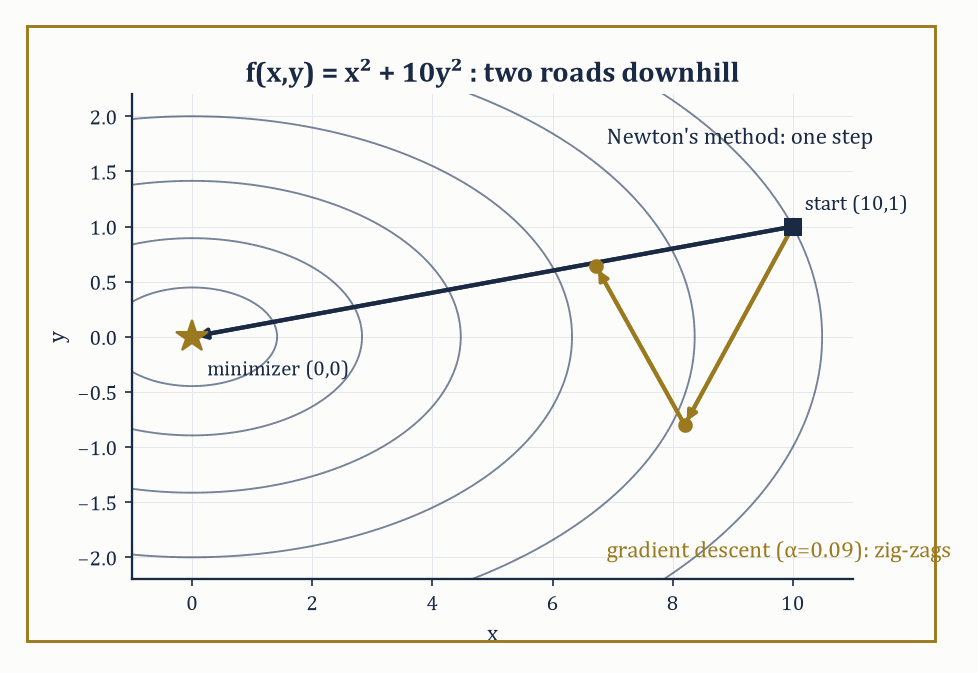 f(x,y) = x² + 10y² : two roads downhill
2.0
Newton's method: one step
1.5
start (10,1)
1.0
0.5
y
0.0
minimizer (0,0)
−0.5
−1.0
−1.5
gradient descent (α=0.09): zig-zags
−2.0
0 2 4 6 8 10
x